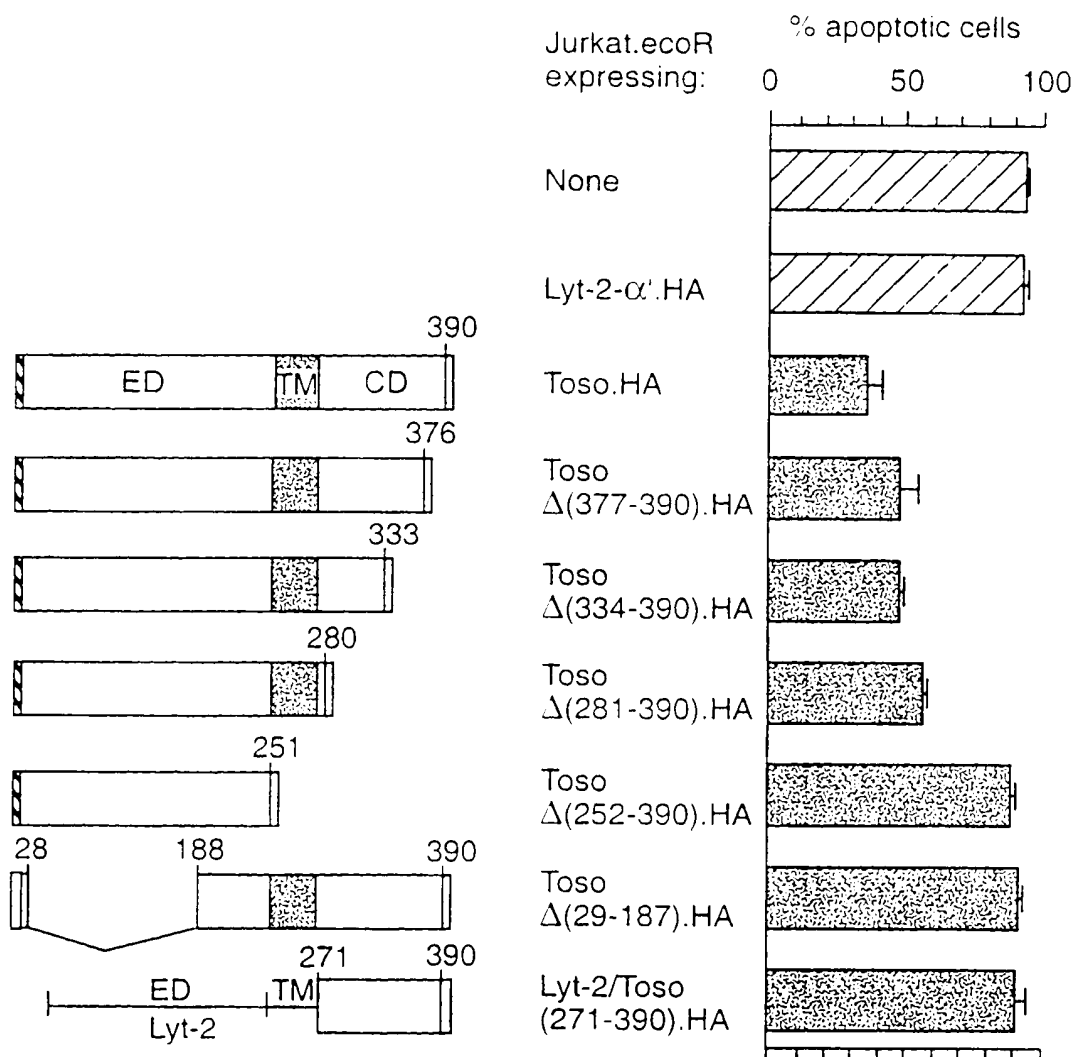 Jurkat.ecoR
expressing:
% apoptotic cells
0 50 100
None
Lyt-2-α'.HA
390
ED TM CD
Toso.HA
376
Toso
Δ(377-390).HA
333
Toso
Δ(334-390).HA
280
Toso
Δ(281-390).HA
251
Toso
Δ(252-390).HA
28 188 390
Toso
Δ(29-187).HA
271 390
ED TM
Lyt-2
Lyt-2/Toso
(271-390).HA